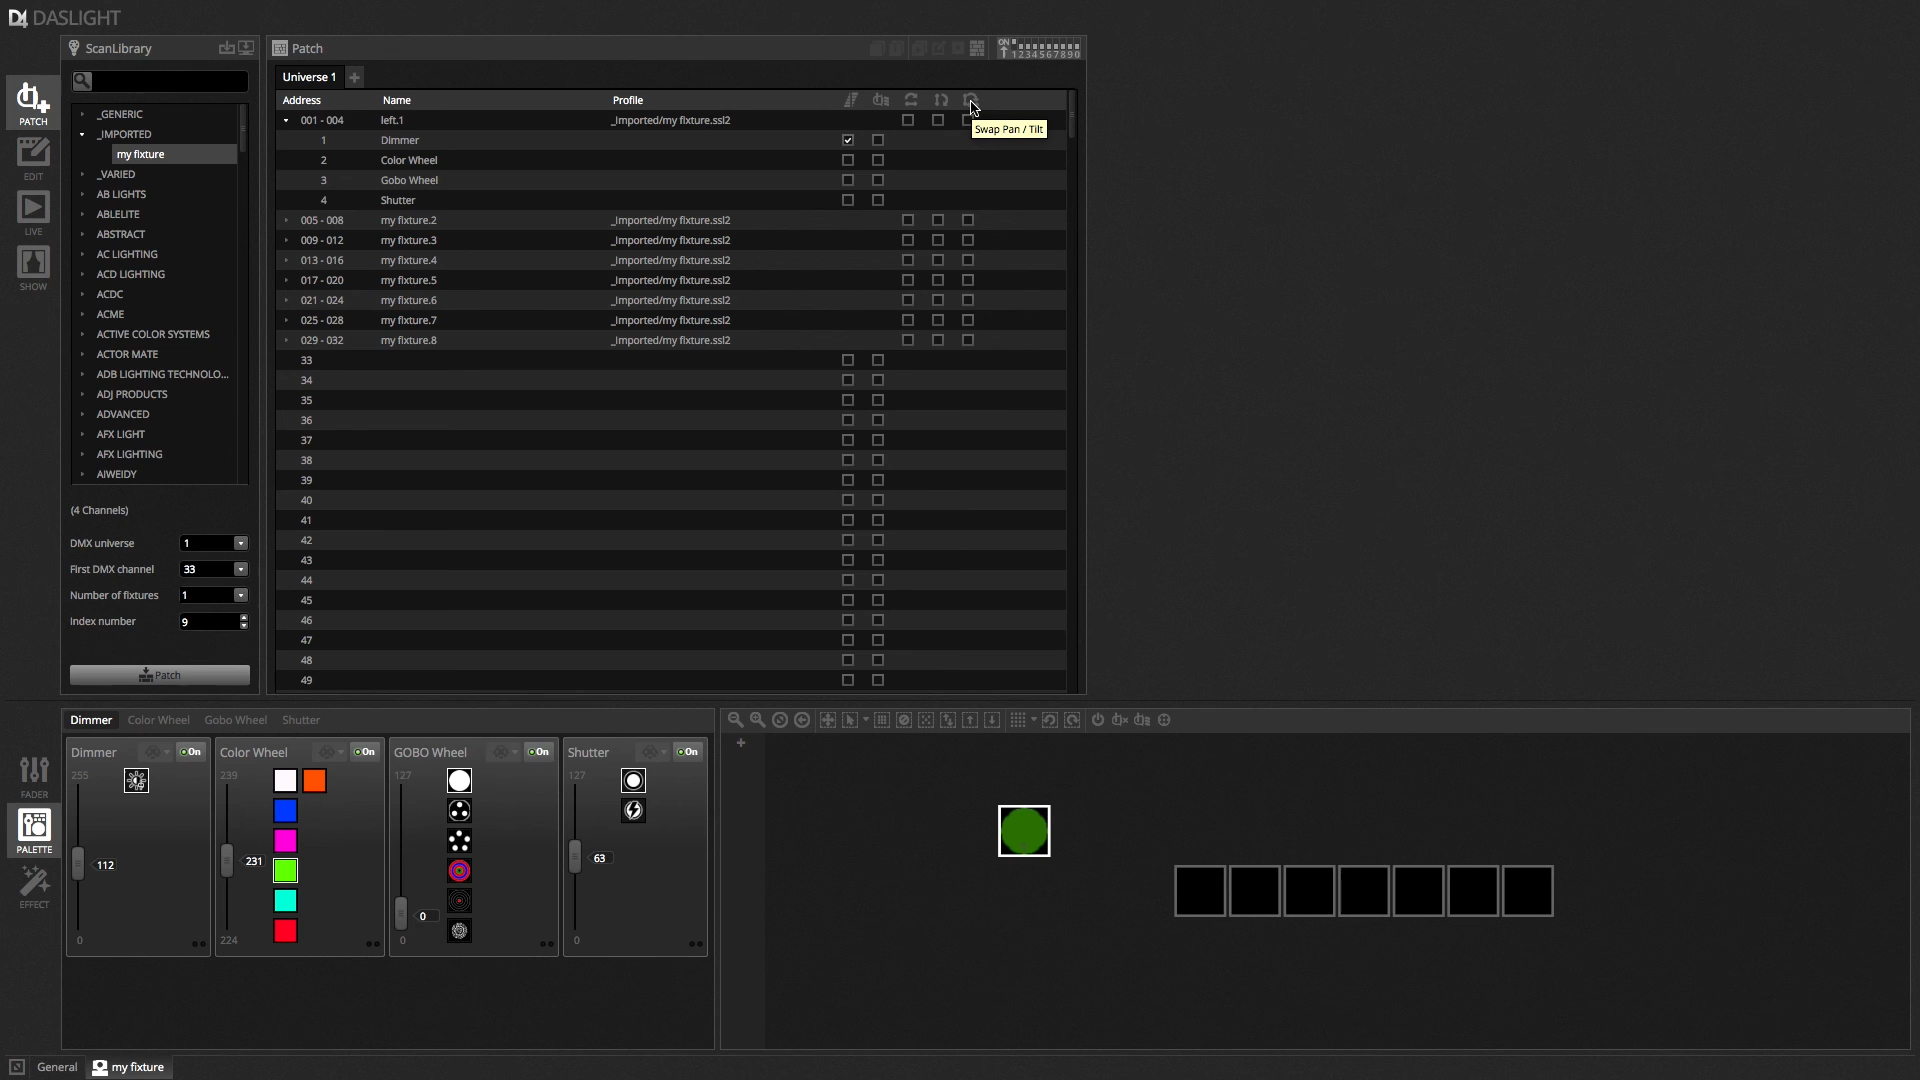 DASLIGHT
ScanLibrary
Patch
ON
1234567890
Universe 1
Address Name Profile
PATCH
EDIT
LIVE
SHOW
_GENERIC
_IMPORTED
my fixture
_VARIED
AB LIGHTS
ABLELITE
ABSTRACT
AC LIGHTING
ACD LIGHTING
ACDC
ACME
ACTIVE COLOR SYSTEMS
ACTOR MATE
ADB LIGHTING TECHNOLO...
ADJ PRODUCTS
ADVANCED
AFX LIGHT
AFX LIGHTING
AIWEIDY
(4 Channels)
DMX universe 1
First DMX channel 33
Number of fixtures 1
Index number 9
Patch
001 - 004 left.1 _Imported/my fixture.ssl2
Swap Pan / Tilt
1 Dimmer
2 Color Wheel
3 Gobo Wheel
4 Shutter
005 - 008 my fixture.2 _Imported/my fixture.ssl2
009 - 012 my fixture.3 _Imported/my fixture.ssl2
013 - 016 my fixture.4 _Imported/my fixture.ssl2
017 - 020 my fixture.5 _Imported/my fixture.ssl2
021 - 024 my fixture.6 _Imported/my fixture.ssl2
025 - 028 my fixture.7 _Imported/my fixture.ssl2
029 - 032 my fixture.8 _Imported/my fixture.ssl2
33
34
35
36
37
38
39
40
41
42
43
44
45
46
47
48
49
FADER
PALETTE
EFFECT
Dimmer Color Wheel Gobo Wheel Shutter
Dimmer On
255
112
0
Color Wheel On
239
231
224
GOBO Wheel On
127
0
0
Shutter On
127
63
0
General my fixture